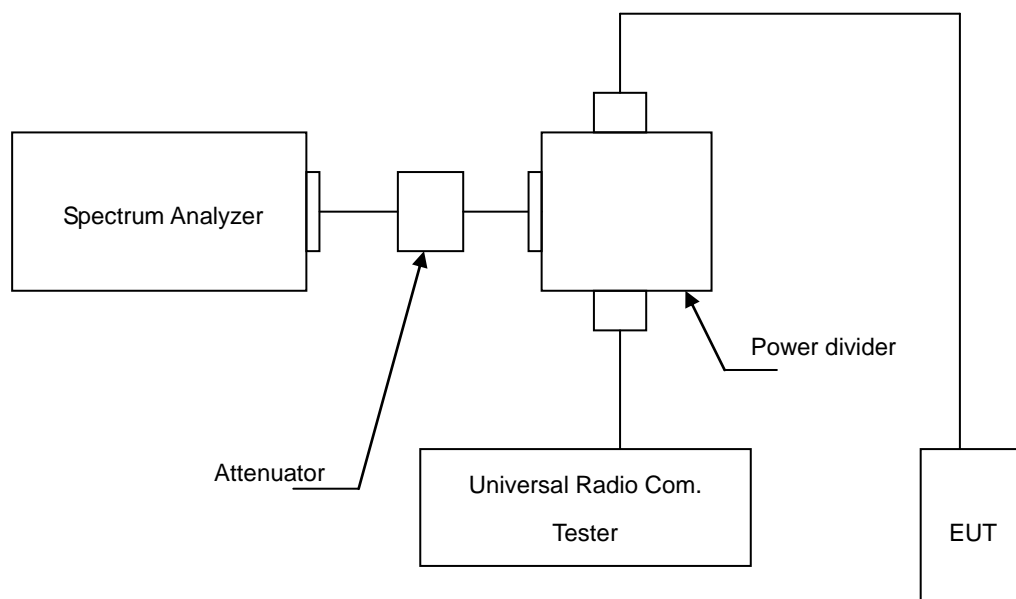 Spectrum Analyzer
Power divider
Attenuator
Universal Radio Com.
Tester
EUT